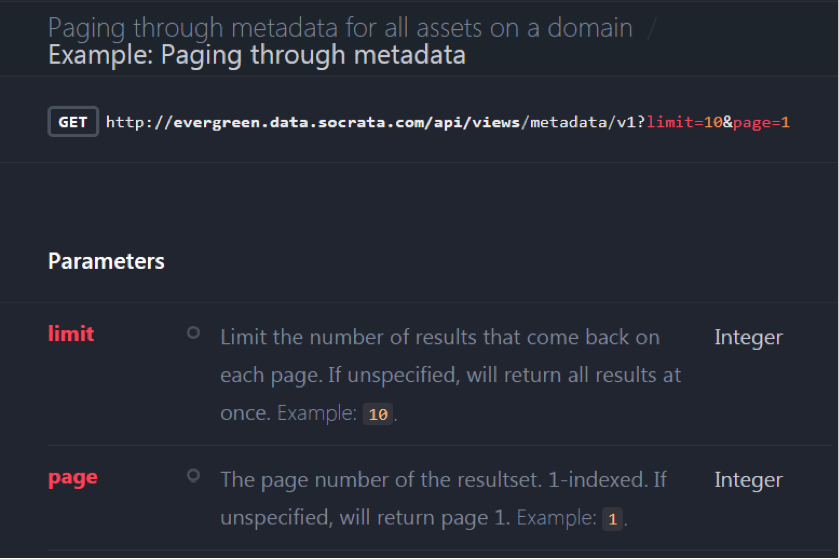 Paging through metadata for all assets on a domain /
Example: Paging through metadata
GET http://evergreen.data.socrata.com/api/views/metadata/v1?limit=10&page=1
Parameters
limit Limit the number of results that come back on Integer
each page. If unspecified, will return all results at
once. Example: 10.
page The page number of the resultset. 1-indexed. If Integer
unspecified, will return page 1. Example: 1.